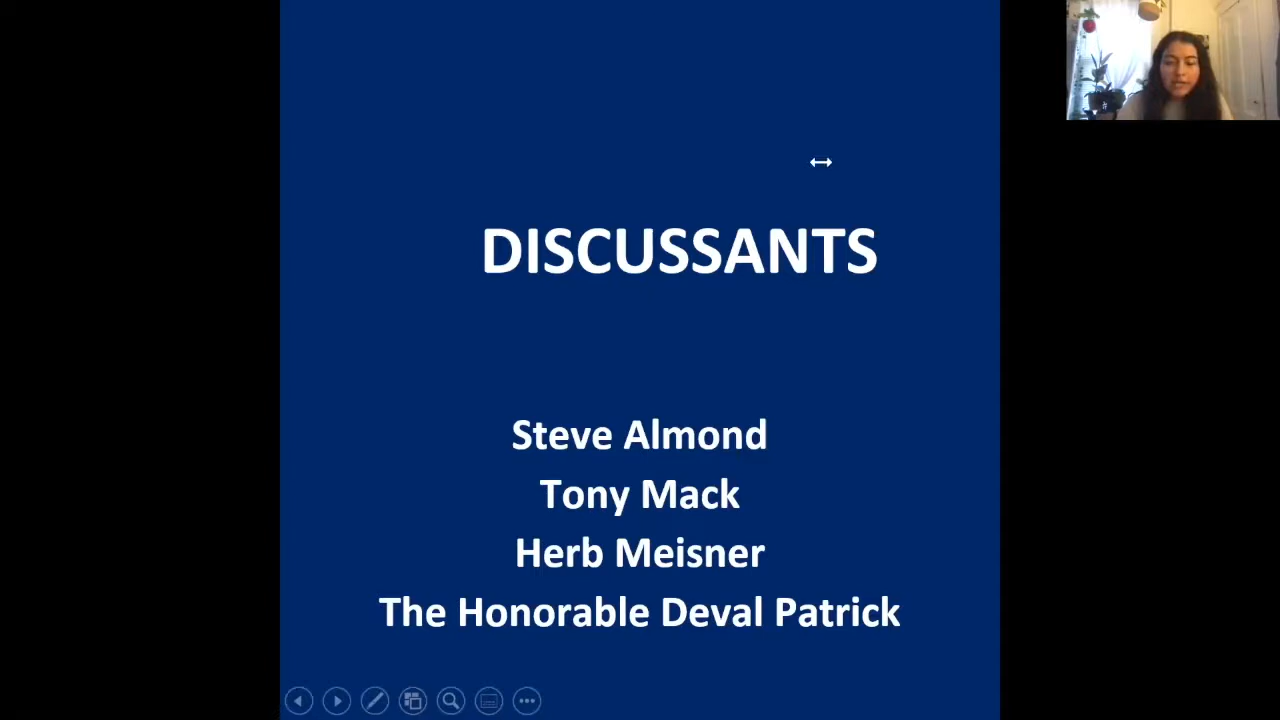 DISCUSSANTS
Steve Almond
Tony Mack
Herb Meisner
The Honorable Deval Patrick